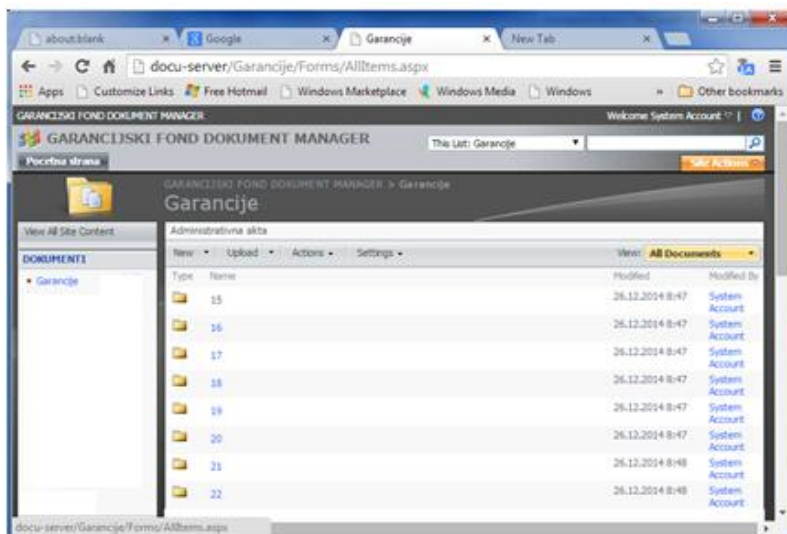 about:blank
Google
Garancije
New Tab
docu-server/Garancije/Forms/AllItems.aspx
Apps Customize Links Free Hotmail Windows Marketplace Windows Media Windows » Other bookmarks
GARANCIJSKI FOND DOKUMENT MANAGER Welcome System Account
GARANCIJSKI FOND DOKUMENT MANAGER This List: Garancije
Pocetna strana Site Actions
GARANCIJSKI FOND DOKUMENT MANAGER > Garancije
Garancije
View All Site Content
Administrativna akta
DOKUMENTI
New Upload Actions Settings View: All Documents
Garancije
Type Name Modified Modified By
15 26.12.2014 8:47 System Account
16 26.12.2014 8:47 System Account
17 26.12.2014 8:47 System Account
18 26.12.2014 8:47 System Account
19 26.12.2014 8:47 System Account
20 26.12.2014 8:47 System Account
21 26.12.2014 8:48 System Account
22 26.12.2014 8:48 System Account
docu-server/Garancije/Forms/AllItems.aspx